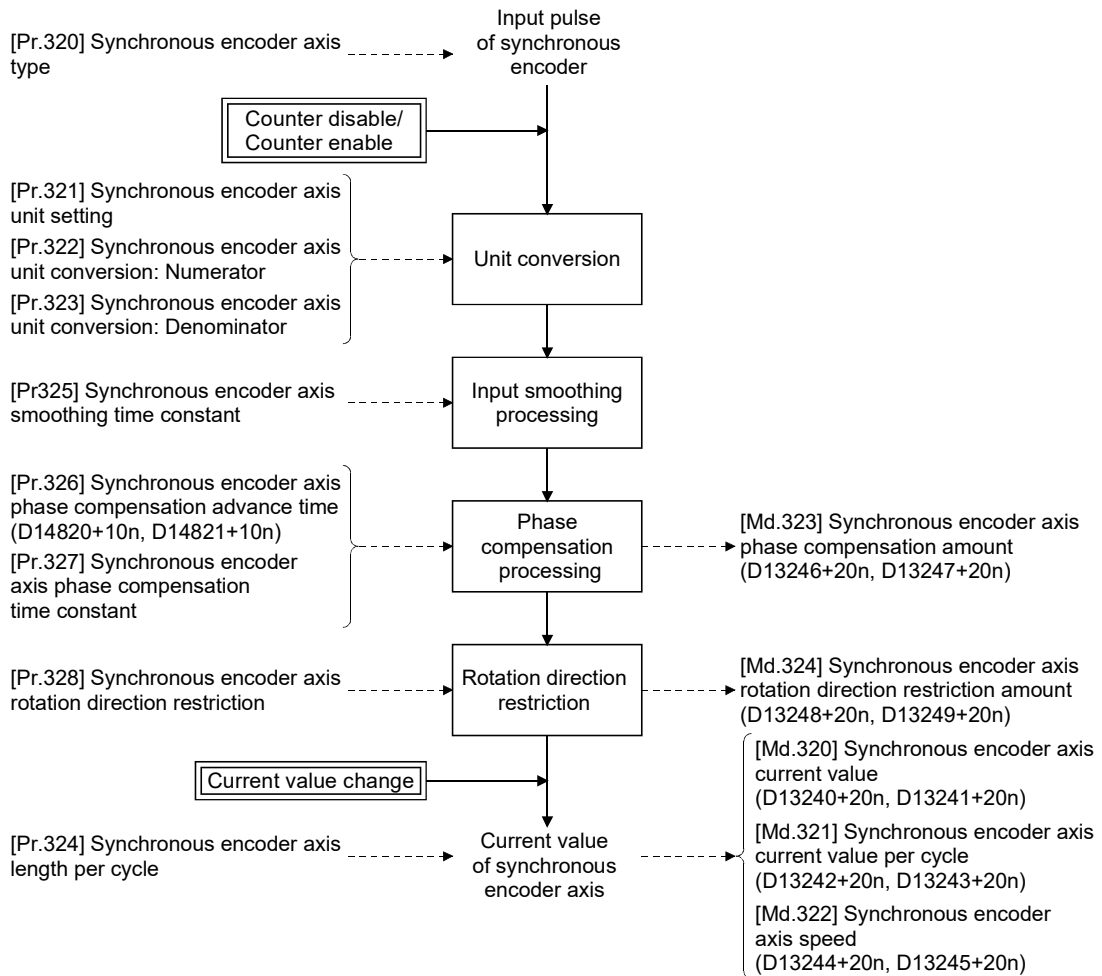 Input pulse
of synchronous
encoder
[Pr.320] Synchronous encoder axis
type
Counter disable/
Counter enable
[Pr.321] Synchronous encoder axis
unit setting
[Pr.322] Synchronous encoder axis
unit conversion: Numerator
[Pr.323] Synchronous encoder axis
unit conversion: Denominator
Unit conversion
[Pr325] Synchronous encoder axis
smoothing time constant
Input smoothing
processing
[Pr.326] Synchronous encoder axis
phase compensation advance time
(D14820+10n, D14821+10n)
[Pr.327] Synchronous encoder
axis phase compensation
time constant
Phase
compensation
processing
[Md.323] Synchronous encoder axis
phase compensation amount
(D13246+20n, D13247+20n)
[Pr.328] Synchronous encoder axis
rotation direction restriction
Rotation direction
restriction
[Md.324] Synchronous encoder axis
rotation direction restriction amount
(D13248+20n, D13249+20n)
Current value change
[Pr.324] Synchronous encoder axis
length per cycle
Current value
of synchronous
encoder axis
[Md.320] Synchronous encoder axis
current value
(D13240+20n, D13241+20n)
[Md.321] Synchronous encoder axis
current value per cycle
(D13242+20n, D13243+20n)
[Md.322] Synchronous encoder
axis speed
(D13244+20n, D13245+20n)